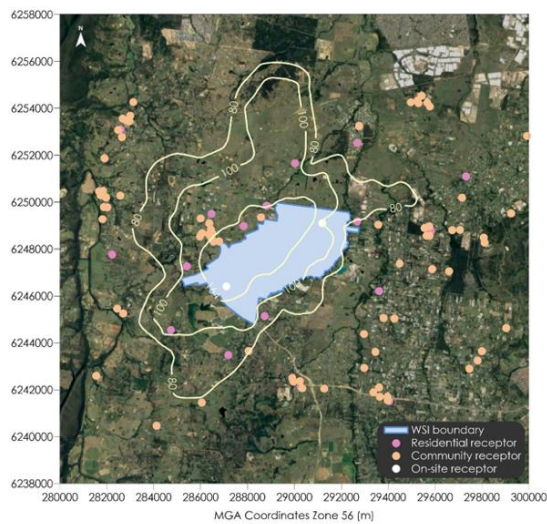 6258000
N
6256000
80
100
80
6254000
6252000
100
6250000
80
80
6248000
6246000
100
100
6244000
80
6242000
6240000
WSI boundary
Residential receptor
Community receptor
On-site receptor
6238000
280000 282000 284000 286000 288000 290000 292000 294000 296000 298000 300000
MGA Coordinates Zone 56 (m)